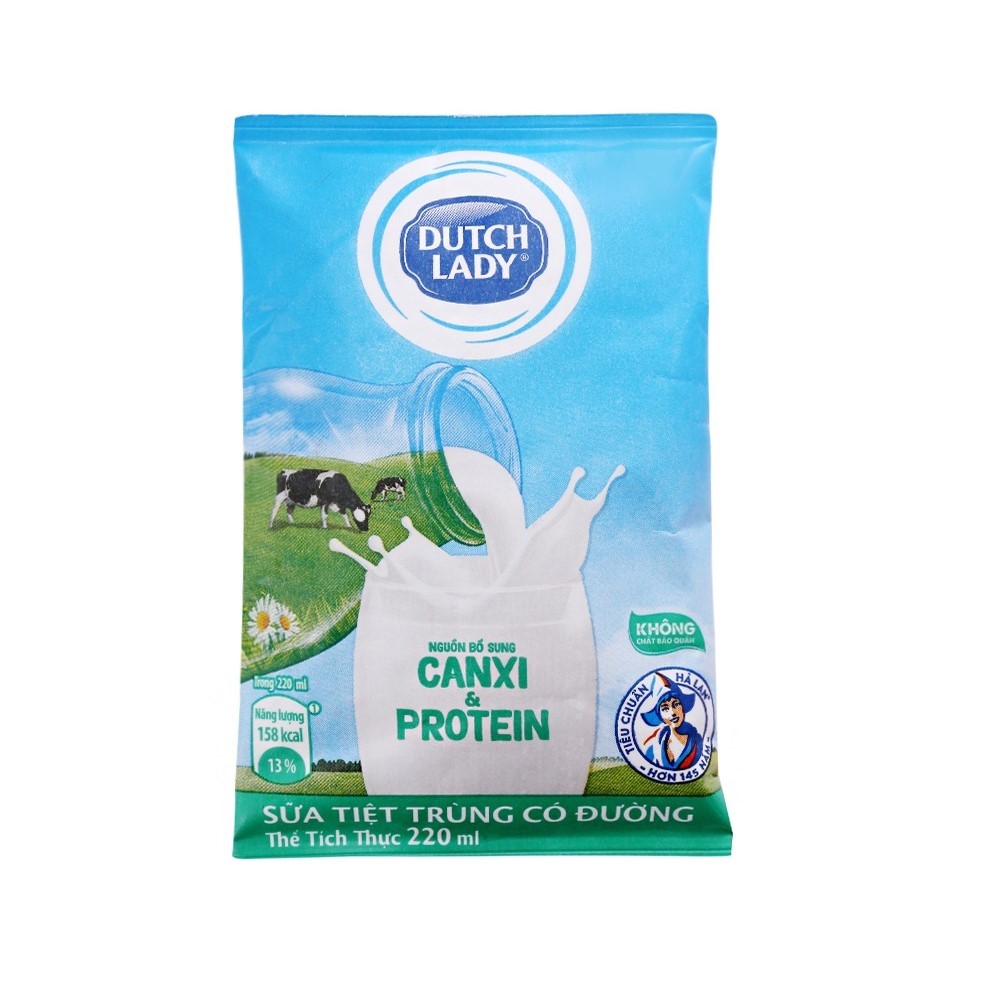 DUTCH
LADY®
NGUỒN BỔ SUNG
CANXI
&
PROTEIN
KHÔNG
CHẤT BẢO QUẢN
TIÊU CHUẨN HÀ LAN
- HƠN 145 NĂM -
Trong 220 ml
Năng lượng
158 kcal
13%
1
SỮA TIỆT TRÙNG CÓ ĐƯỜNG
Thể Tích Thực 220 ml